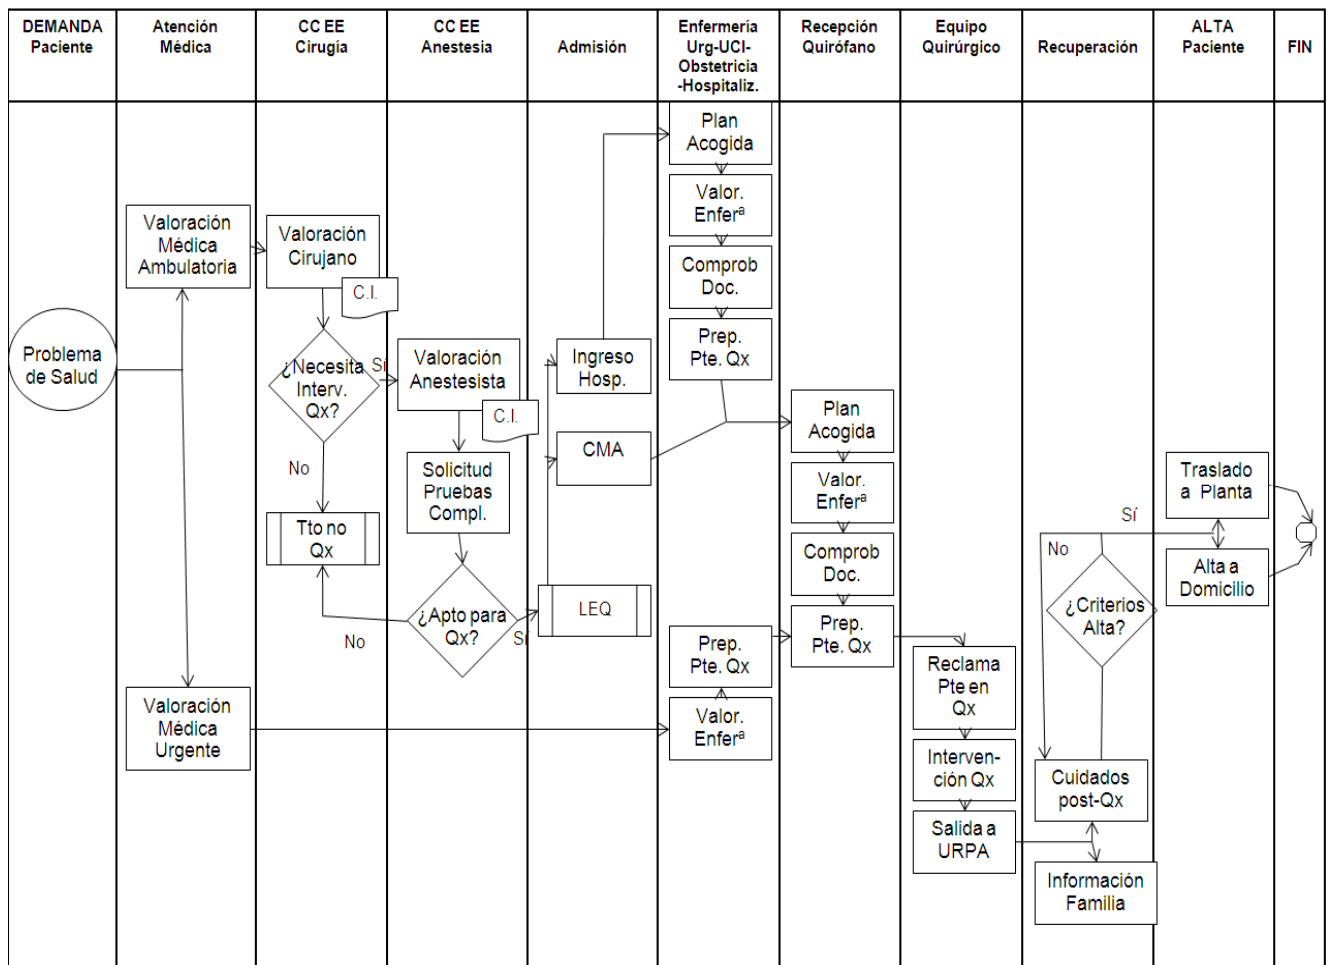 DEMANDA
Paciente
Atención
Médica
CC EE
Cirugía
CC EE
Anestesia
Admisión
Enfermería
Urg-UCI-
Obstetricia
-Hospitaliz.
Recepción
Quirófano
Equipo
Quirúrgico
Recuperación
ALTA
Paciente
FIN
Problema
de Salud
Valoración
Médica
Ambulatoria
Valoración
Médica
Urgente
Valoración
Cirujano
C.I.
¿Necesita
Interv.
Qx?
Sí
No
Tto no
Qx
Valoración
Anestesista
C.I.
Solicitud
Pruebas
Compl.
¿Apto para
Qx?
No
Sí
Ingreso
Hosp.
CMA
LEQ
Plan
Acogida
Valor.
Enferª
Comprob
Doc.
Prep.
Pte. Qx
Prep.
Pte. Qx
Valor.
Enferª
Plan
Acogida
Valor.
Enferª
Comprob
Doc.
Prep.
Pte. Qx
Reclama
Pte en
Qx
Interven-
ción Qx
Salida a
URPA
Sí
No
¿Criterios
Alta?
Cuidados
post-Qx
Información
Familia
Traslado
a Planta
Alta a
Domicilio